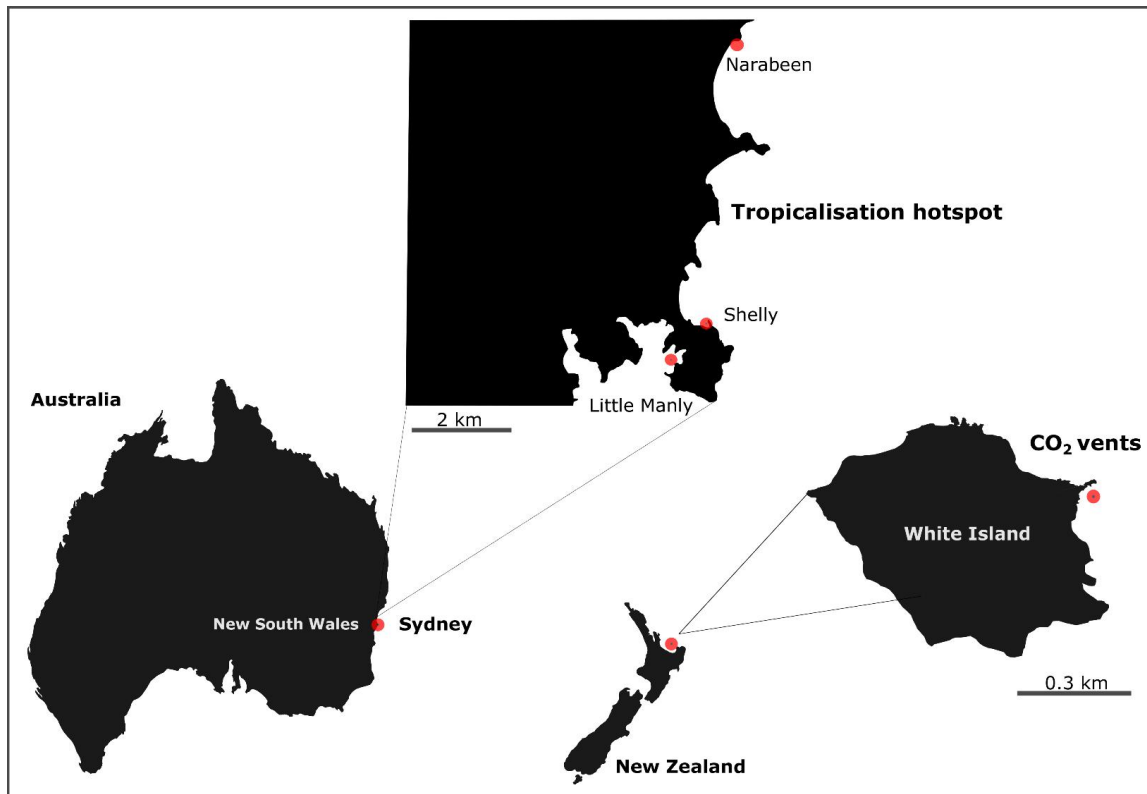 Narabeen
Tropicalisation hotspot
Shelly
Little Manly
2 km
Australia
CO₂ vents
White Island
New South Wales
Sydney
0.3 km
New Zealand